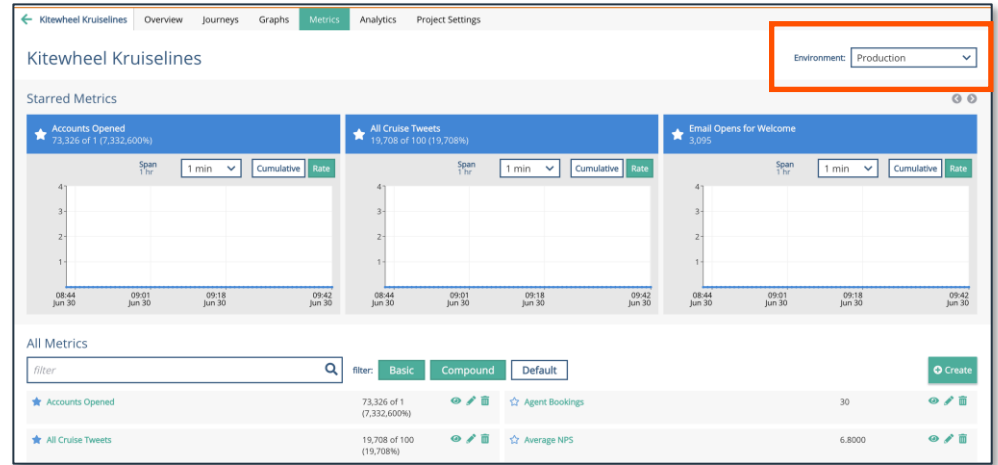 Kitewheel Kruiselines Overview Journeys Graphs Metrics Analytics Project Settings
Kitewheel Kruiselines
Environment: Production
Starred Metrics
Accounts Opened
73,326 of 1 (7,332,600%)
Span
1 hr
1 min
Cumulative Rate
4
3
2
1
08:44
Jun 30
09:01
Jun 30
09:18
Jun 30
09:42
Jun 30
All Cruise Tweets
19,708 of 100 (19,708%)
Span
1 hr
1 min
Cumulative Rate
4
3
2
1
08:44
Jun 30
09:01
Jun 30
09:18
Jun 30
09:42
Jun 30
Email Opens for Welcome
3,095
Span
1 hr
1 min
Cumulative Rate
4
3
2
1
08:44
Jun 30
09:01
Jun 30
09:18
Jun 30
09:42
Jun 30
All Metrics
filter
filter: Basic Compound Default
Create
Accounts Opened 73,326 of 1
(7,332,600%)
Agent Bookings 30
All Cruise Tweets 19,708 of 100
(19,708%)
Average NPS 6.8000